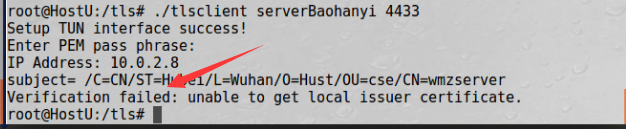 root@HostU:/tls# ./tlsclient serverBaohanyi 4433
Setup TUN interface success!
Enter PEM pass phrase:
IP Address: 10.0.2.8
subject= /C=CN/ST=Hubei/L=Wuhan/O=Hust/OU=cse/CN=wmzserver
Verification failed: unable to get local issuer certificate.
root@HostU:/tls#